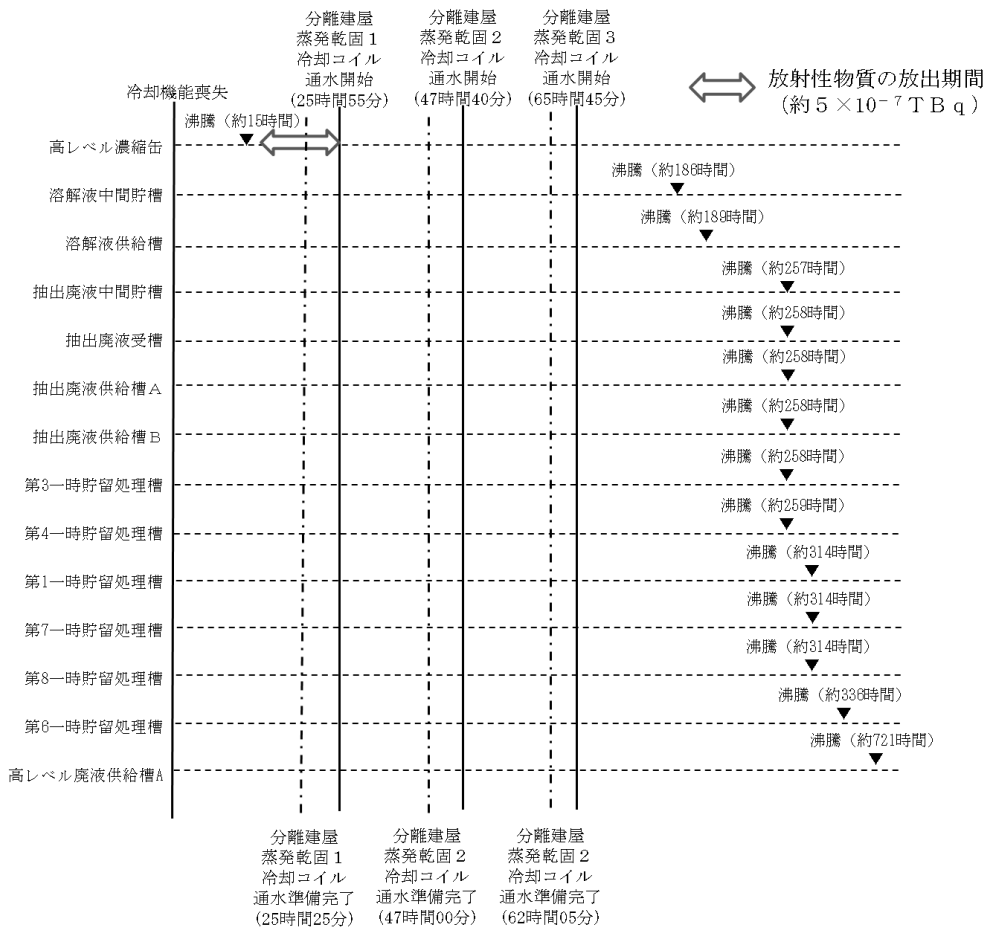 分離建屋
蒸発乾固１
冷却コイル
通水開始
(25時間55分)
分離建屋
蒸発乾固２
冷却コイル
通水開始
(47時間40分)
分離建屋
蒸発乾固３
冷却コイル
通水開始
(65時間45分)
放射性物質の放出期間
(約５×10⁻⁷ＴＢｑ)
冷却機能喪失
沸騰（約15時間）
高レベル濃縮缶
沸騰（約186時間）
溶解液中間貯槽
沸騰（約189時間）
溶解液供給槽
沸騰（約257時間）
抽出廃液中間貯槽
沸騰（約258時間）
抽出廃液受槽
沸騰（約258時間）
抽出廃液供給槽Ａ
沸騰（約258時間）
抽出廃液供給槽Ｂ
沸騰（約258時間）
第3一時貯留処理槽
沸騰（約259時間）
第4一時貯留処理槽
沸騰（約314時間）
第1一時貯留処理槽
沸騰（約314時間）
第7一時貯留処理槽
沸騰（約314時間）
第8一時貯留処理槽
沸騰（約336時間）
第6一時貯留処理槽
沸騰（約721時間）
高レベル廃液供給槽A
分離建屋
蒸発乾固１
冷却コイル
通水準備完了
(25時間25分)
分離建屋
蒸発乾固２
冷却コイル
通水準備完了
(47時間00分)
分離建屋
蒸発乾固２
冷却コイル
通水準備完了
(62時間05分)